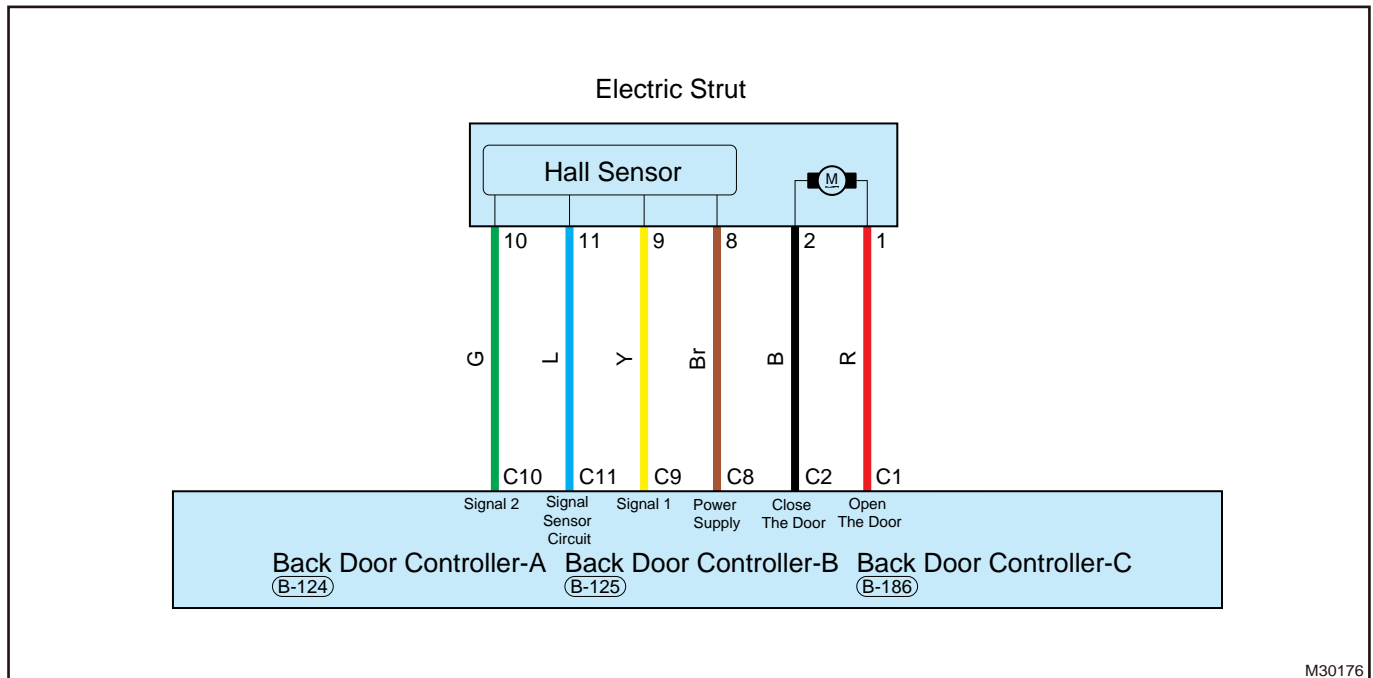 Electric Strut
Hall Sensor
M
10 11 9 8 2 1
G L Y Br B R
C10 C11 C9 C8 C2 C1
Signal 2
Signal
Sensor
Circuit
Signal 1
Power
Supply
Close
The Door
Open
The Door
Back Door Controller-A Back Door Controller-B Back Door Controller-C
B-124 B-125 B-186
M30176